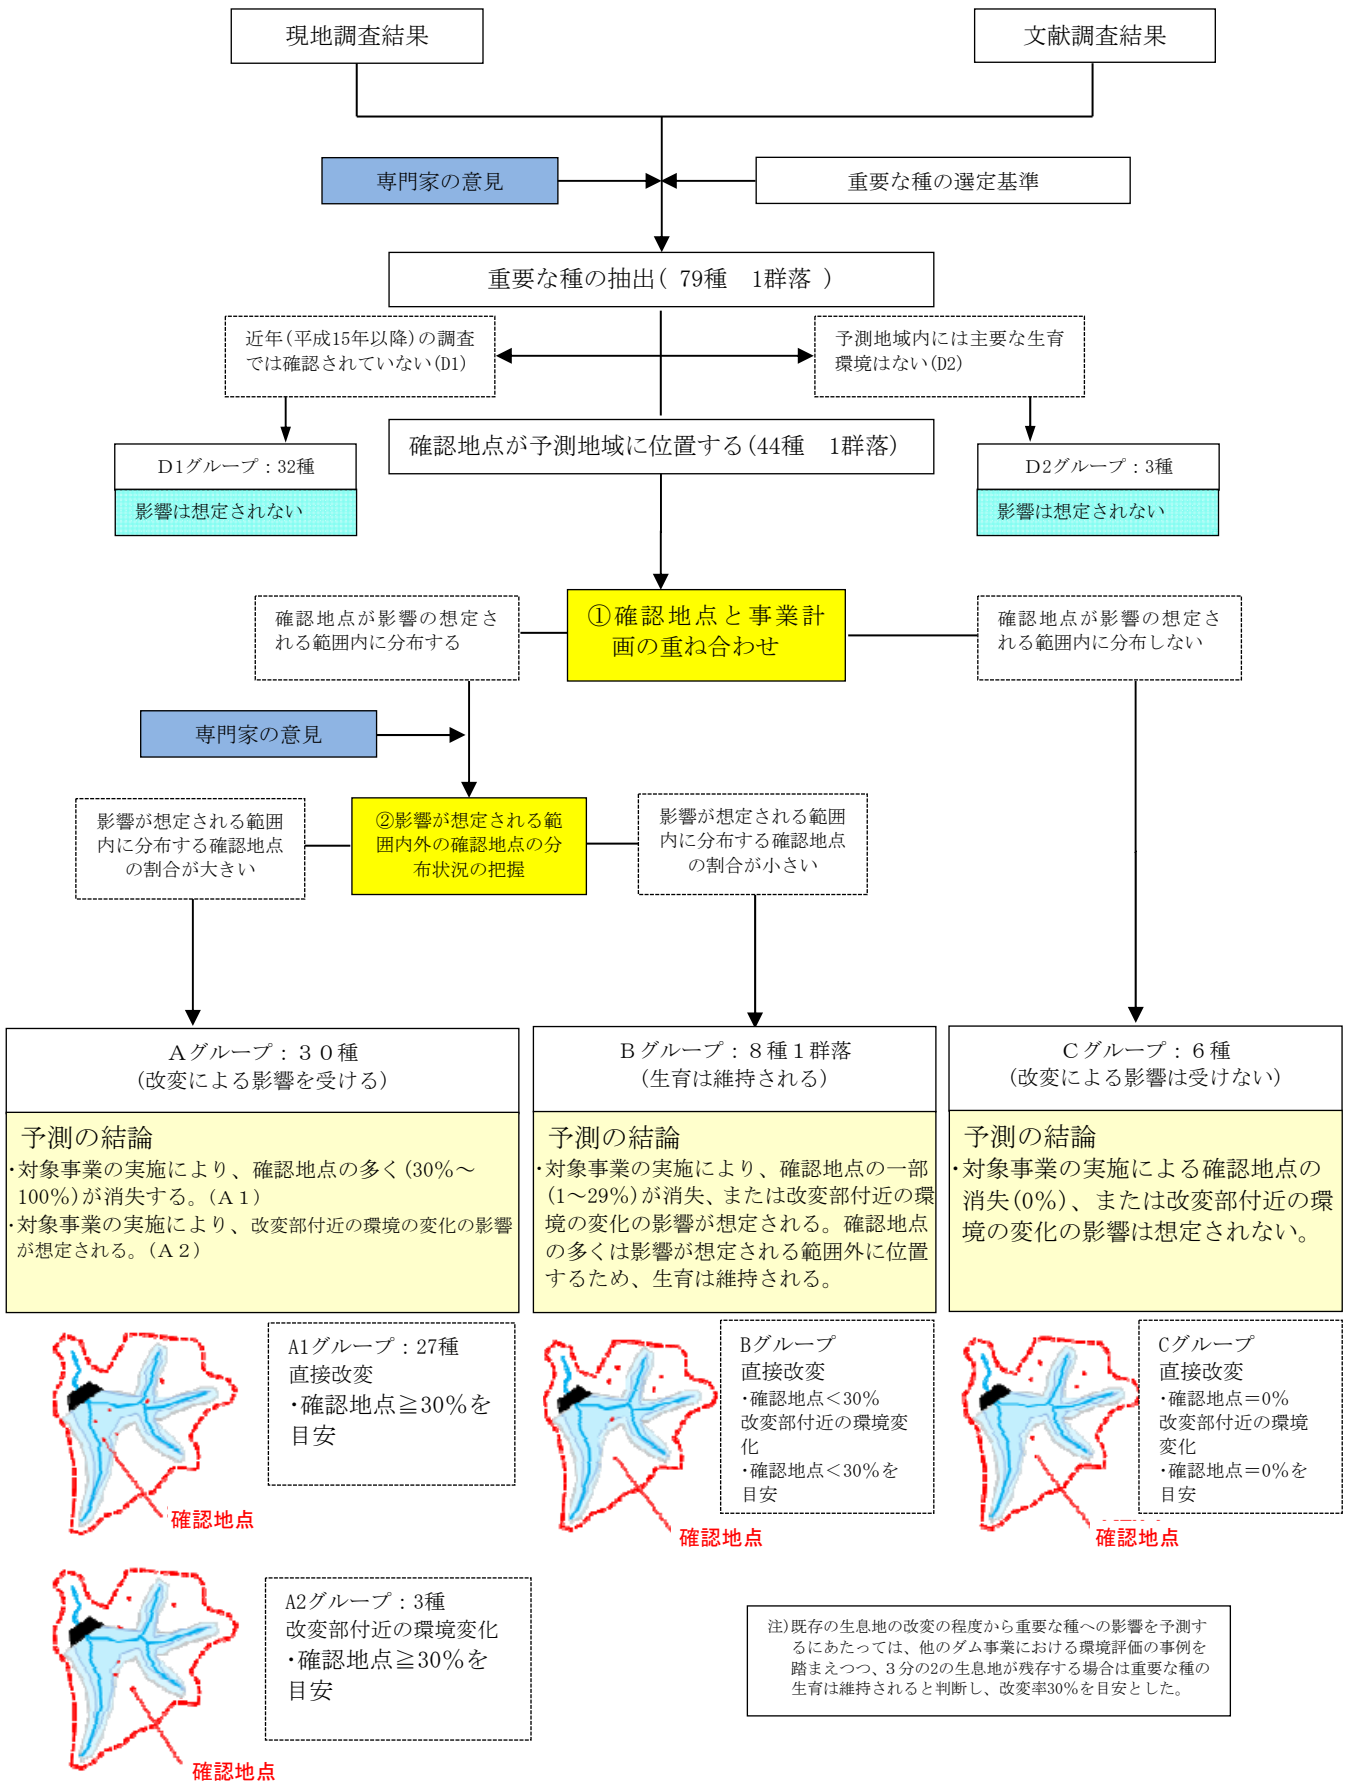 現地調査結果
文献調査結果
専門家の意見
重要な種の選定基準
重要な種の抽出( 79種　1群落 )
近年(平成15年以降)の調査
では確認されていない(D1)
予測地域内には主要な生育
環境はない(D2)
確認地点が予測地域に位置する(44種　1群落)
D1グループ：32種
影響は想定されない
D2グループ：3種
影響は想定されない
確認地点が影響の想定さ
れる範囲内に分布する
①確認地点と事業計
画の重ね合わせ
確認地点が影響の想定さ
れる範囲内に分布しない
専門家の意見
影響が想定される範囲
内に分布する確認地点
の割合が大きい
②影響が想定される範
囲内外の確認地点の分
布状況の把握
影響が想定される範囲
内に分布する確認地点
の割合が小さい
Ａグループ：３０種
(改変による影響を受ける)
予測の結論
・対象事業の実施により、確認地点の多く(30%～
100%)が消失する。(Ａ１)
・対象事業の実施により、改変部付近の環境の変化の影響
が想定される。(Ａ２)
Ｂグループ：８種１群落
(生育は維持される)
予測の結論
・対象事業の実施により、確認地点の一部
(1～29%)が消失、または改変部付近の環
境の変化の影響が想定される。確認地点
の多くは影響が想定される範囲外に位置
するため、生育は維持される。
Ｃグループ：６種
(改変による影響は受けない)
予測の結論
・対象事業の実施による確認地点の
消失(0%)、または改変部付近の環
境の変化の影響は想定されない。
A1グループ：27種
直接改変
・確認地点≧30%を
目安
確認地点
Bグループ
直接改変
・確認地点＜30%
改変部付近の環境変
化
・確認地点＜30%を
目安
確認地点
Cグループ
直接改変
・確認地点＝0%
改変部付近の環境
変化
・確認地点＝0%を
目安
確認地点
A2グループ：3種
改変部付近の環境変化
・確認地点≧30%を
目安
確認地点
注)既存の生息地の改変の程度から重要な種への影響を予測す
るにあたっては、他のダム事業における環境評価の事例を
踏まえつつ、３分の2の生息地が残存する場合は重要な種の
生育は維持されると判断し、改変率30%を目安とした。